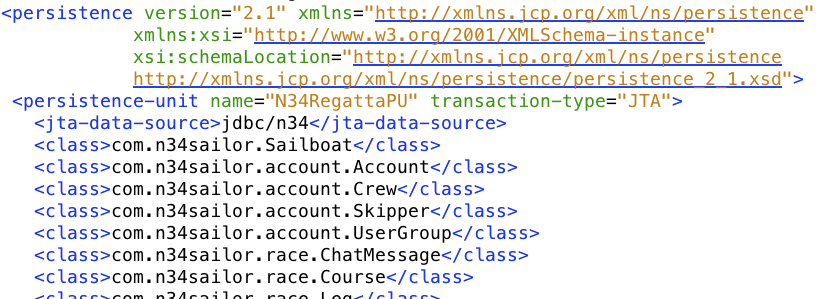 <persistence version="2.1" xmlns="http://xmlns.jcp.org/xml/ns/persistence"
xmlns:xsi="http://www.w3.org/2001/XMLSchema-instance"
xsi:schemaLocation="http://xmlns.jcp.org/xml/ns/persistence
http://xmlns.jcp.org/xml/ns/persistence/persistence_2_1.xsd">
<persistence-unit name="N34RegattaPU" transaction-type="JTA">
<jta-data-source>jdbc/n34</jta-data-source>
<class>com.n34sailor.Sailboat</class>
<class>com.n34sailor.account.Account</class>
<class>com.n34sailor.account.Crew</class>
<class>com.n34sailor.account.Skipper</class>
<class>com.n34sailor.account.UserGroup</class>
<class>com.n34sailor.race.ChatMessage</class>
<class>com.n34sailor.race.Course</class>
<class>com.n34sailor.race.Log</class>